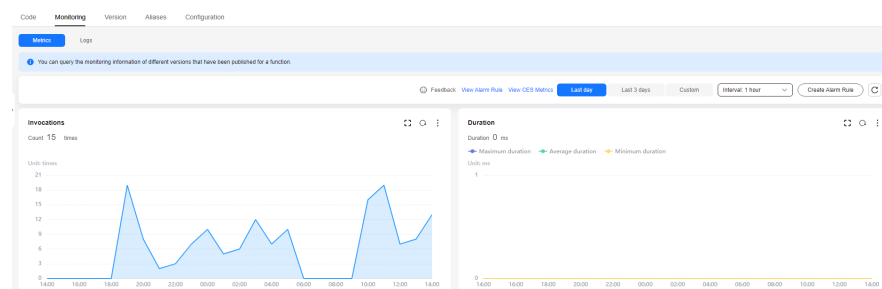 Code Monitoring Version Aliases Configuration
Metrics Logs
You can query the monitoring information of different versions that have been published for a function.
Feedback View Alarm Rule View CES Metrics Last day Last 3 days Custom Interval: 1 hour Create Alarm Rule
Invocations
Count 15 times
Unit: times
21
18
15
12
9
6
3
0
14:00 16:00 18:00 20:00 22:00 00:00 02:00 04:00 06:00 08:00 10:00 12:00 14:00
Duration
Duration 0 ms
Maximum duration Average duration Minimum duration
Unit: ms
1
0
14:00 16:00 18:00 20:00 22:00 00:00 02:00 04:00 06:00 08:00 10:00 12:00 14:00